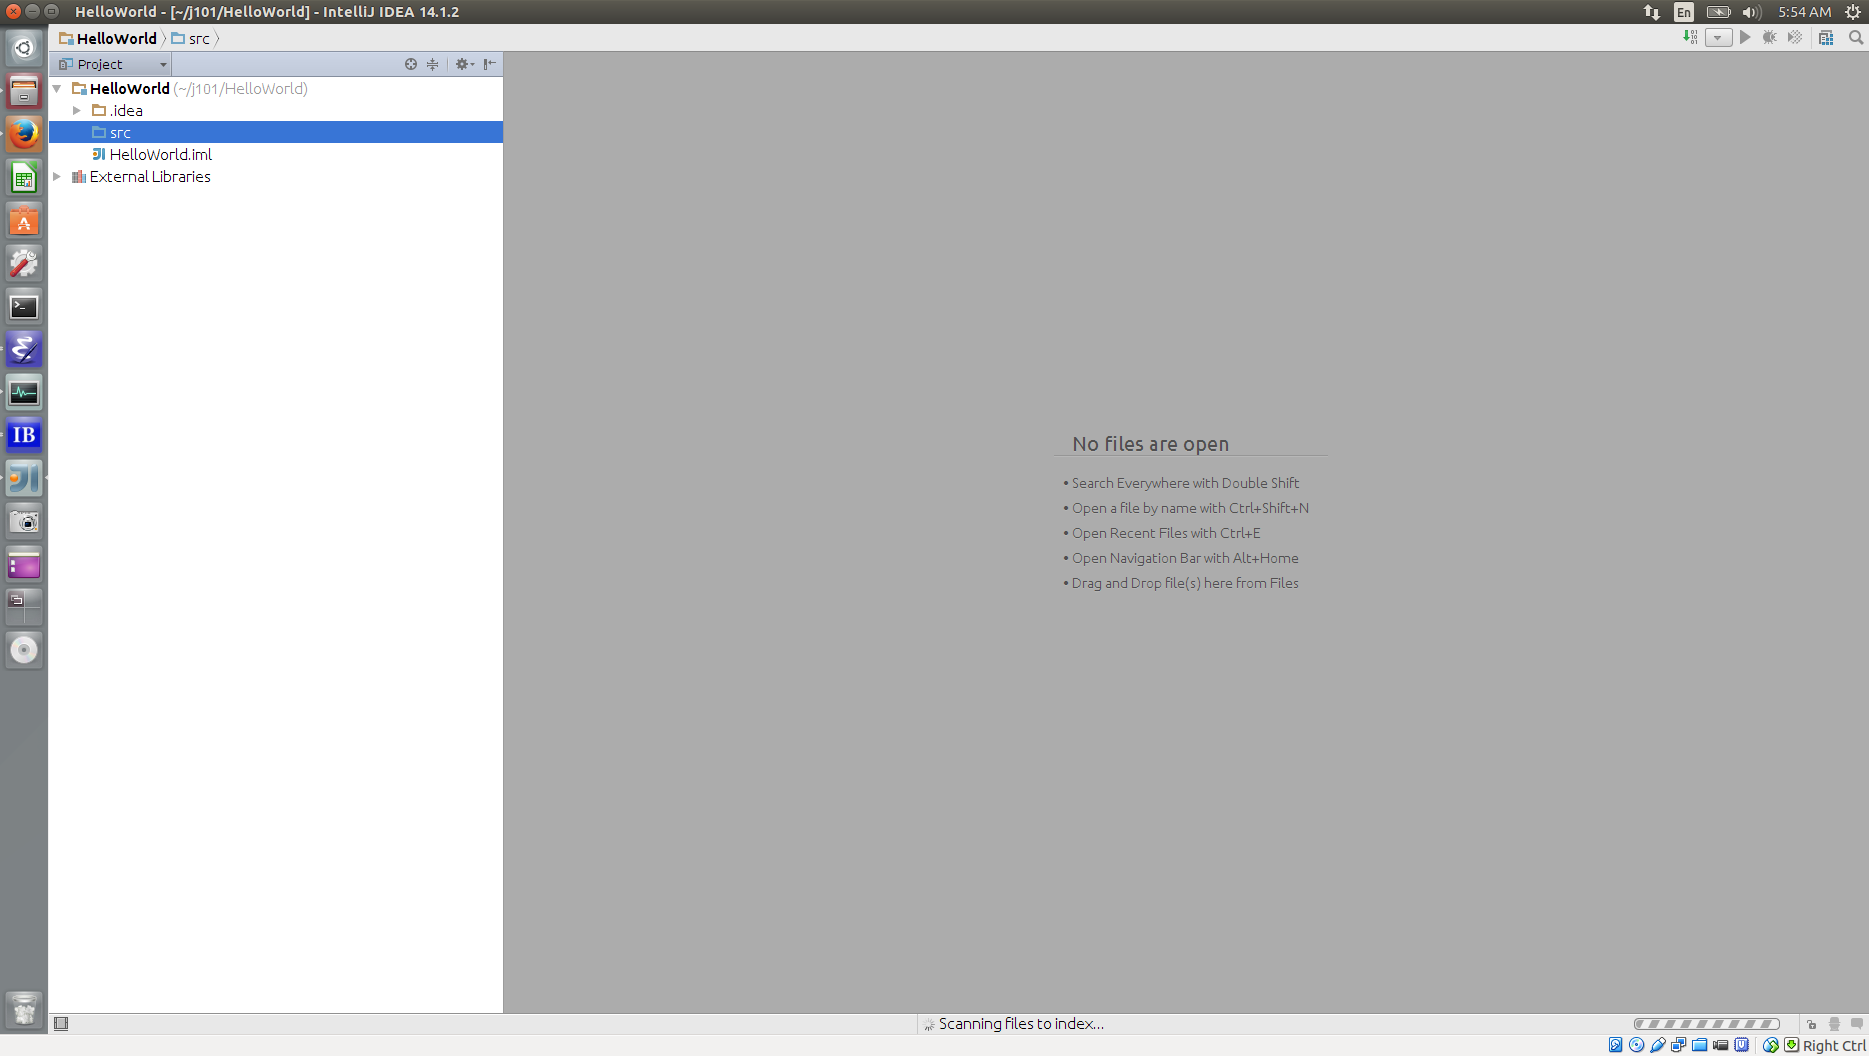 HelloWorld - [~/j101/HelloWorld] - IntelliJ IDEA 14.1.2
En
5:54 AM
HelloWorld
src
Project
HelloWorld (~/j101/HelloWorld)
.idea
src
HelloWorld.iml
External Libraries
IB
No files are open
• Search Everywhere with Double Shift
• Open a file by name with Ctrl+Shift+N
• Open Recent Files with Ctrl+E
• Open Navigation Bar with Alt+Home
• Drag and Drop file(s) here from Files
Scanning files to index...
Right Ctrl